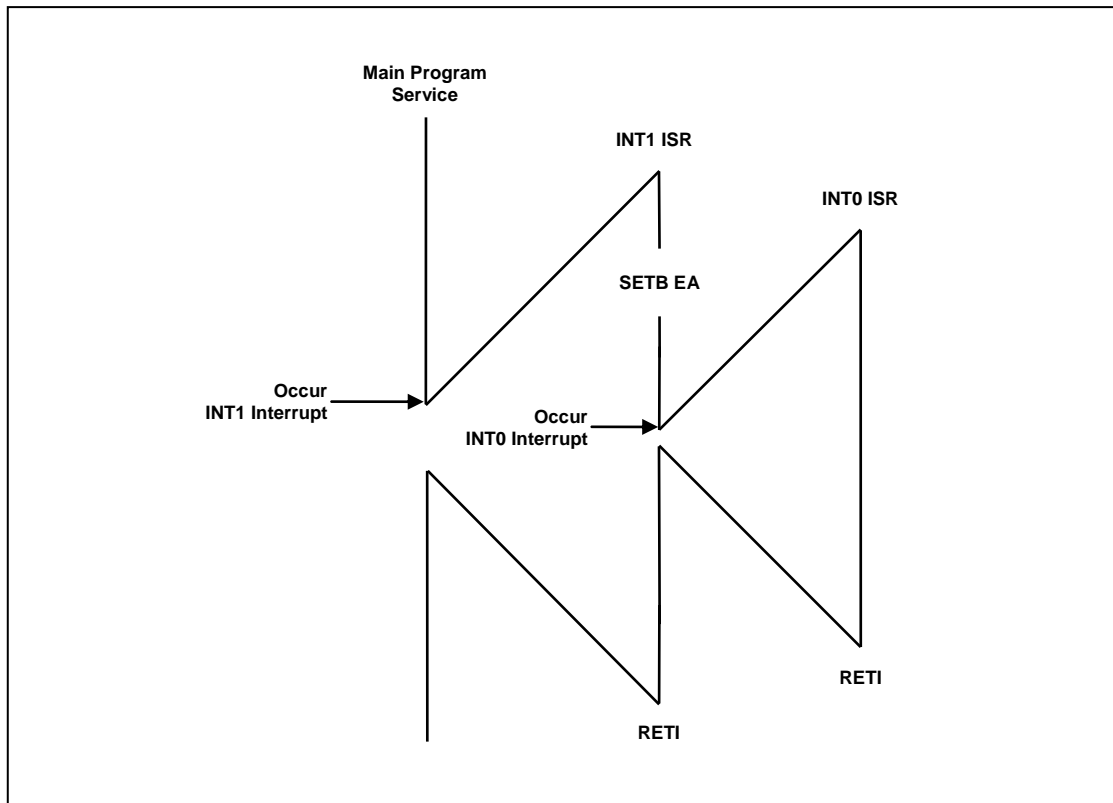 Main Program
Service
INT1 ISR
INT0 ISR
SETB EA
Occur
INT1 Interrupt
Occur
INT0 Interrupt
RETI
RETI